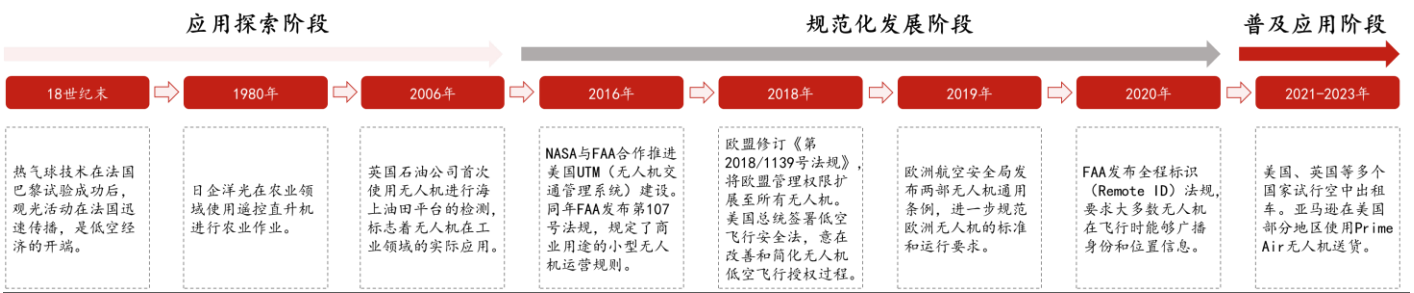 应用探索阶段
规范化发展阶段
普及应用阶段
18世纪末
1980年
2006年
2016年
2018年
2019年
2020年
2021-2023年
热气球技术在法国
巴黎试验成功后，
观光活动在法国迅
速传播，是低空经
济的开端。
日企洋光在农业领
域使用遥控直升机
进行农业作业。
英国石油公司首次
使用无人机进行海
上油田平台的检测，
标志着无人机在工
业领域的实际应用。
NASA与FAA合作推进
美国UTM（无人机交
通管理系统）建设。
同年FAA发布第107
号法规，规定了商
业用途的小型无人
机运营规则。
欧盟修订《第
2018/1139号法规》，
将欧盟管理权限扩
展至所有无人机。
美国总统签署低空
飞行安全法，意在
改善和简化无人机
低空飞行授权过程。
欧洲航空安全局发
布两部无人机通用
条例，进一步规范
欧洲无人机的标准
和运行要求。
FAA发布全程标识
（Remote ID）法规，
要求大多数无人机
在飞行时能够广播
身份和位置信息。
美国、英国等多个
国家试行空中出租
车。亚马逊在美国
部分地区使用Prime
Air无人机送货。